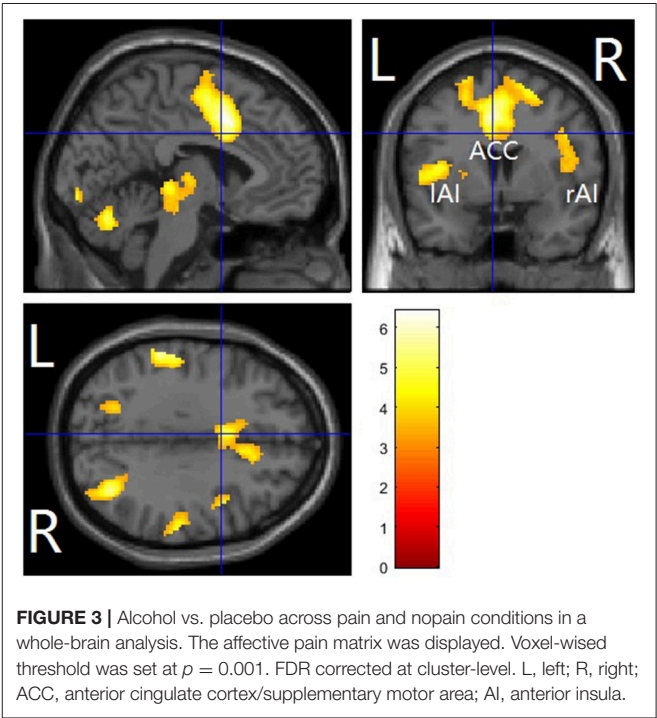 L R
ACC
lAI rAI
L
R
6
5
4
3
2
1
0
FIGURE 3 | Alcohol vs. placebo across pain and nopain conditions in a
whole-brain analysis. The affective pain matrix was displayed. Voxel-wised
threshold was set at p = 0.001. FDR corrected at cluster-level. L, left; R, right;
ACC, anterior cingulate cortex/supplementary motor area; AI, anterior insula.